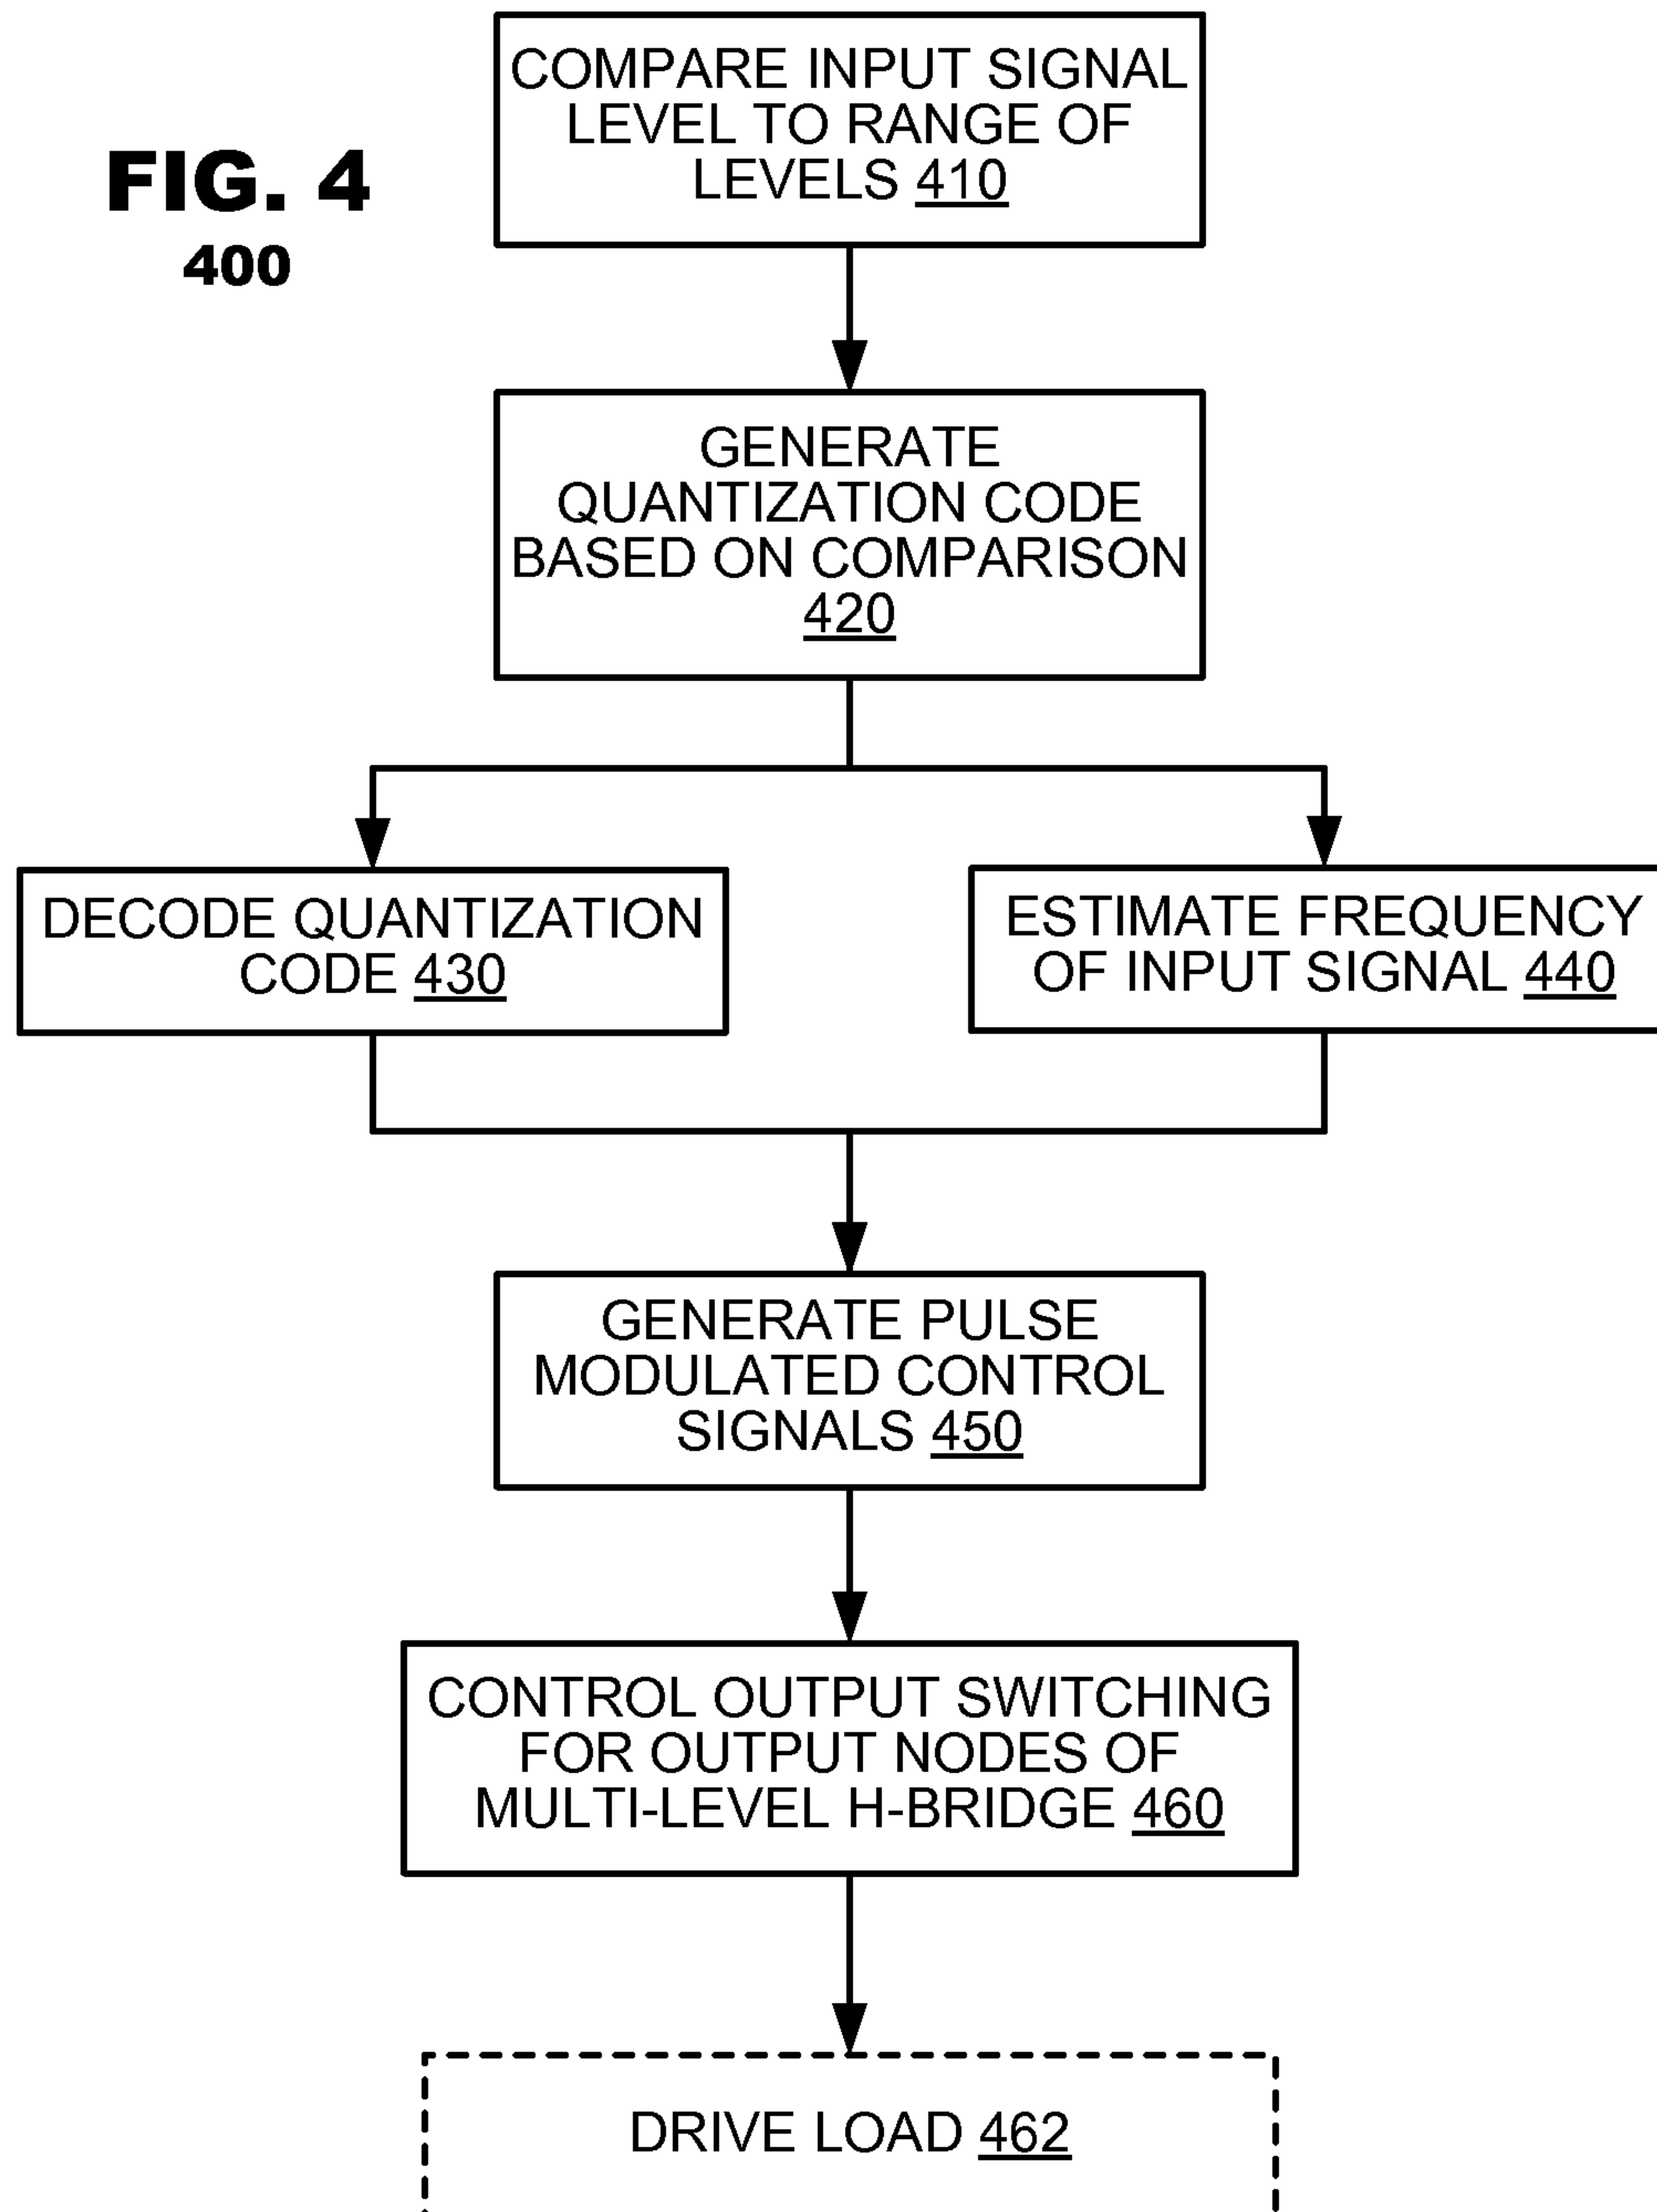 FIG. 4
400
COMPARE INPUT SIGNAL
LEVEL TO RANGE OF
LEVELS 410
GENERATE
QUANTIZATION CODE
BASED ON COMPARISON
420
DECODE QUANTIZATION
CODE 430
ESTIMATE FREQUENCY
OF INPUT SIGNAL 440
GENERATE PULSE
MODULATED CONTROL
SIGNALS 450
CONTROL OUTPUT SWITCHING
FOR OUTPUT NODES OF
MULTI-LEVEL H-BRIDGE 460
DRIVE LOAD 462